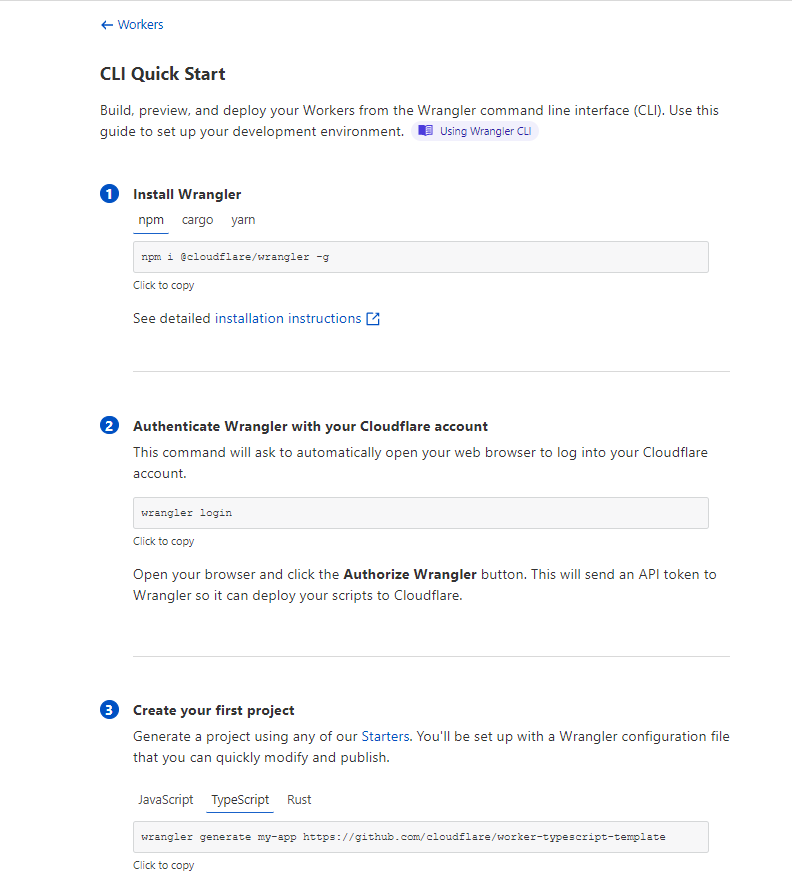 ← Workers
CLI Quick Start
Build, preview, and deploy your Workers from the Wrangler command line interface (CLI). Use this
guide to set up your development environment. Using Wrangler CLI
1 Install Wrangler
npm cargo yarn
npm i @cloudflare/wrangler -g
Click to copy
See detailed installation instructions
2 Authenticate Wrangler with your Cloudflare account
This command will ask to automatically open your web browser to log into your Cloudflare
account.
wrangler login
Click to copy
Open your browser and click the Authorize Wrangler button. This will send an API token to
Wrangler so it can deploy your scripts to Cloudflare.
3 Create your first project
Generate a project using any of our Starters. You'll be set up with a Wrangler configuration file
that you can quickly modify and publish.
JavaScript TypeScript Rust
wrangler generate my-app https://github.com/cloudflare/worker-typescript-template
Click to copy